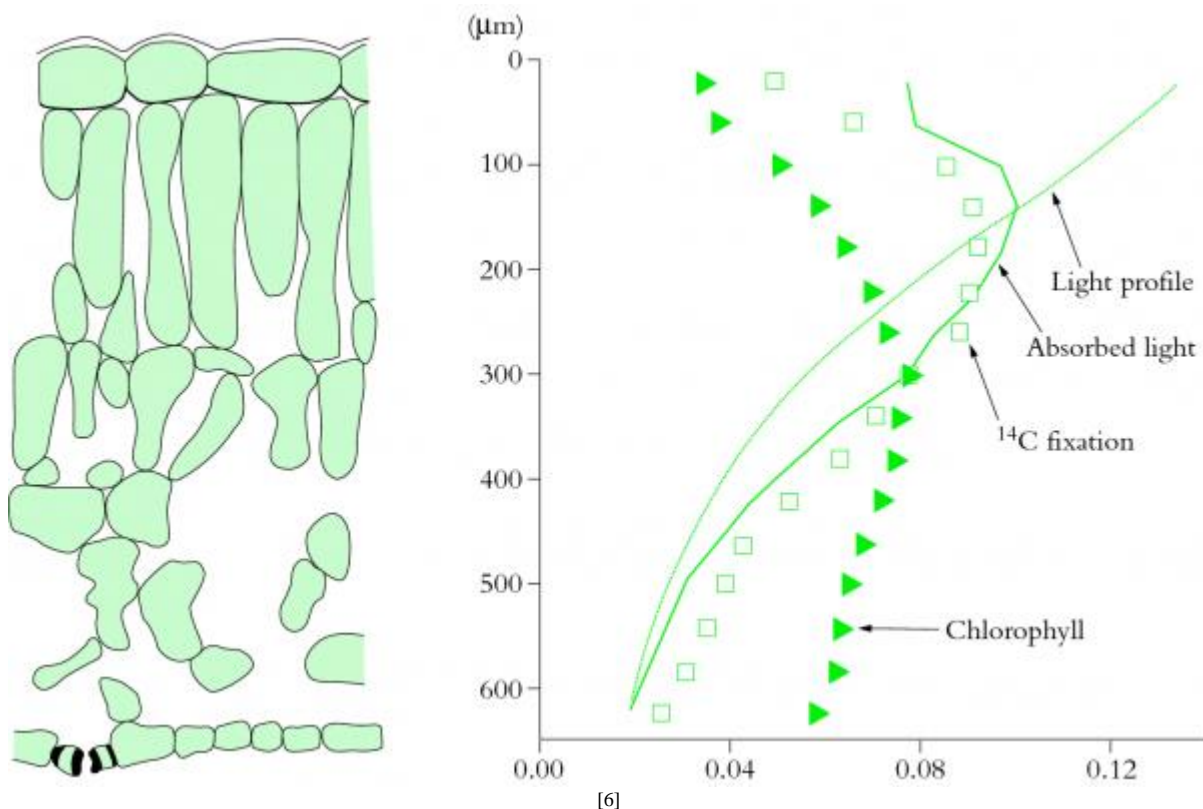 (μm)
0
100
200
300
400
500
600
0.00 0.04 0.08 0.12
Light profile
Absorbed light
¹⁴C fixation
Chlorophyll
[6]